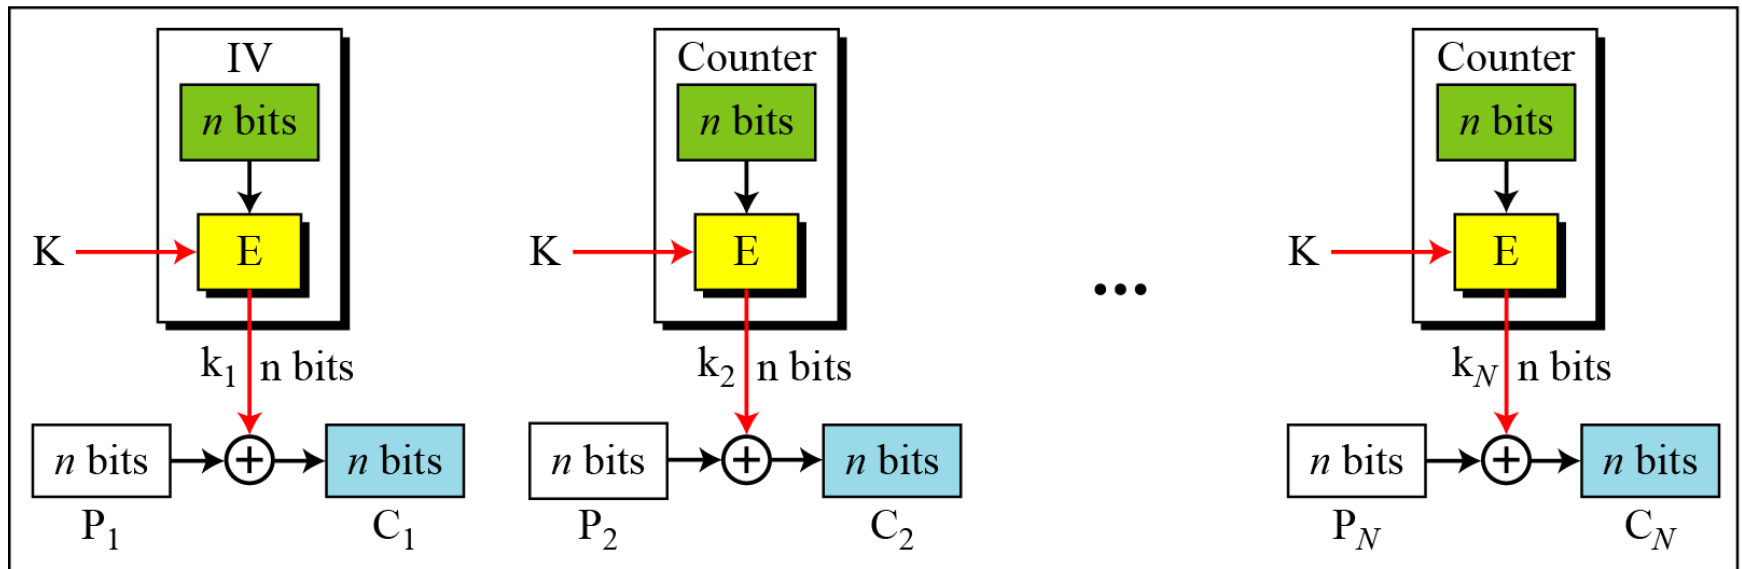 IV Counter Counter
n bits n bits n bits
K E K E K E
...
k1 n bits k2 n bits kN n bits
n bits + n bits n bits + n bits n bits + n bits
P1 C1 P2 C2 PN CN